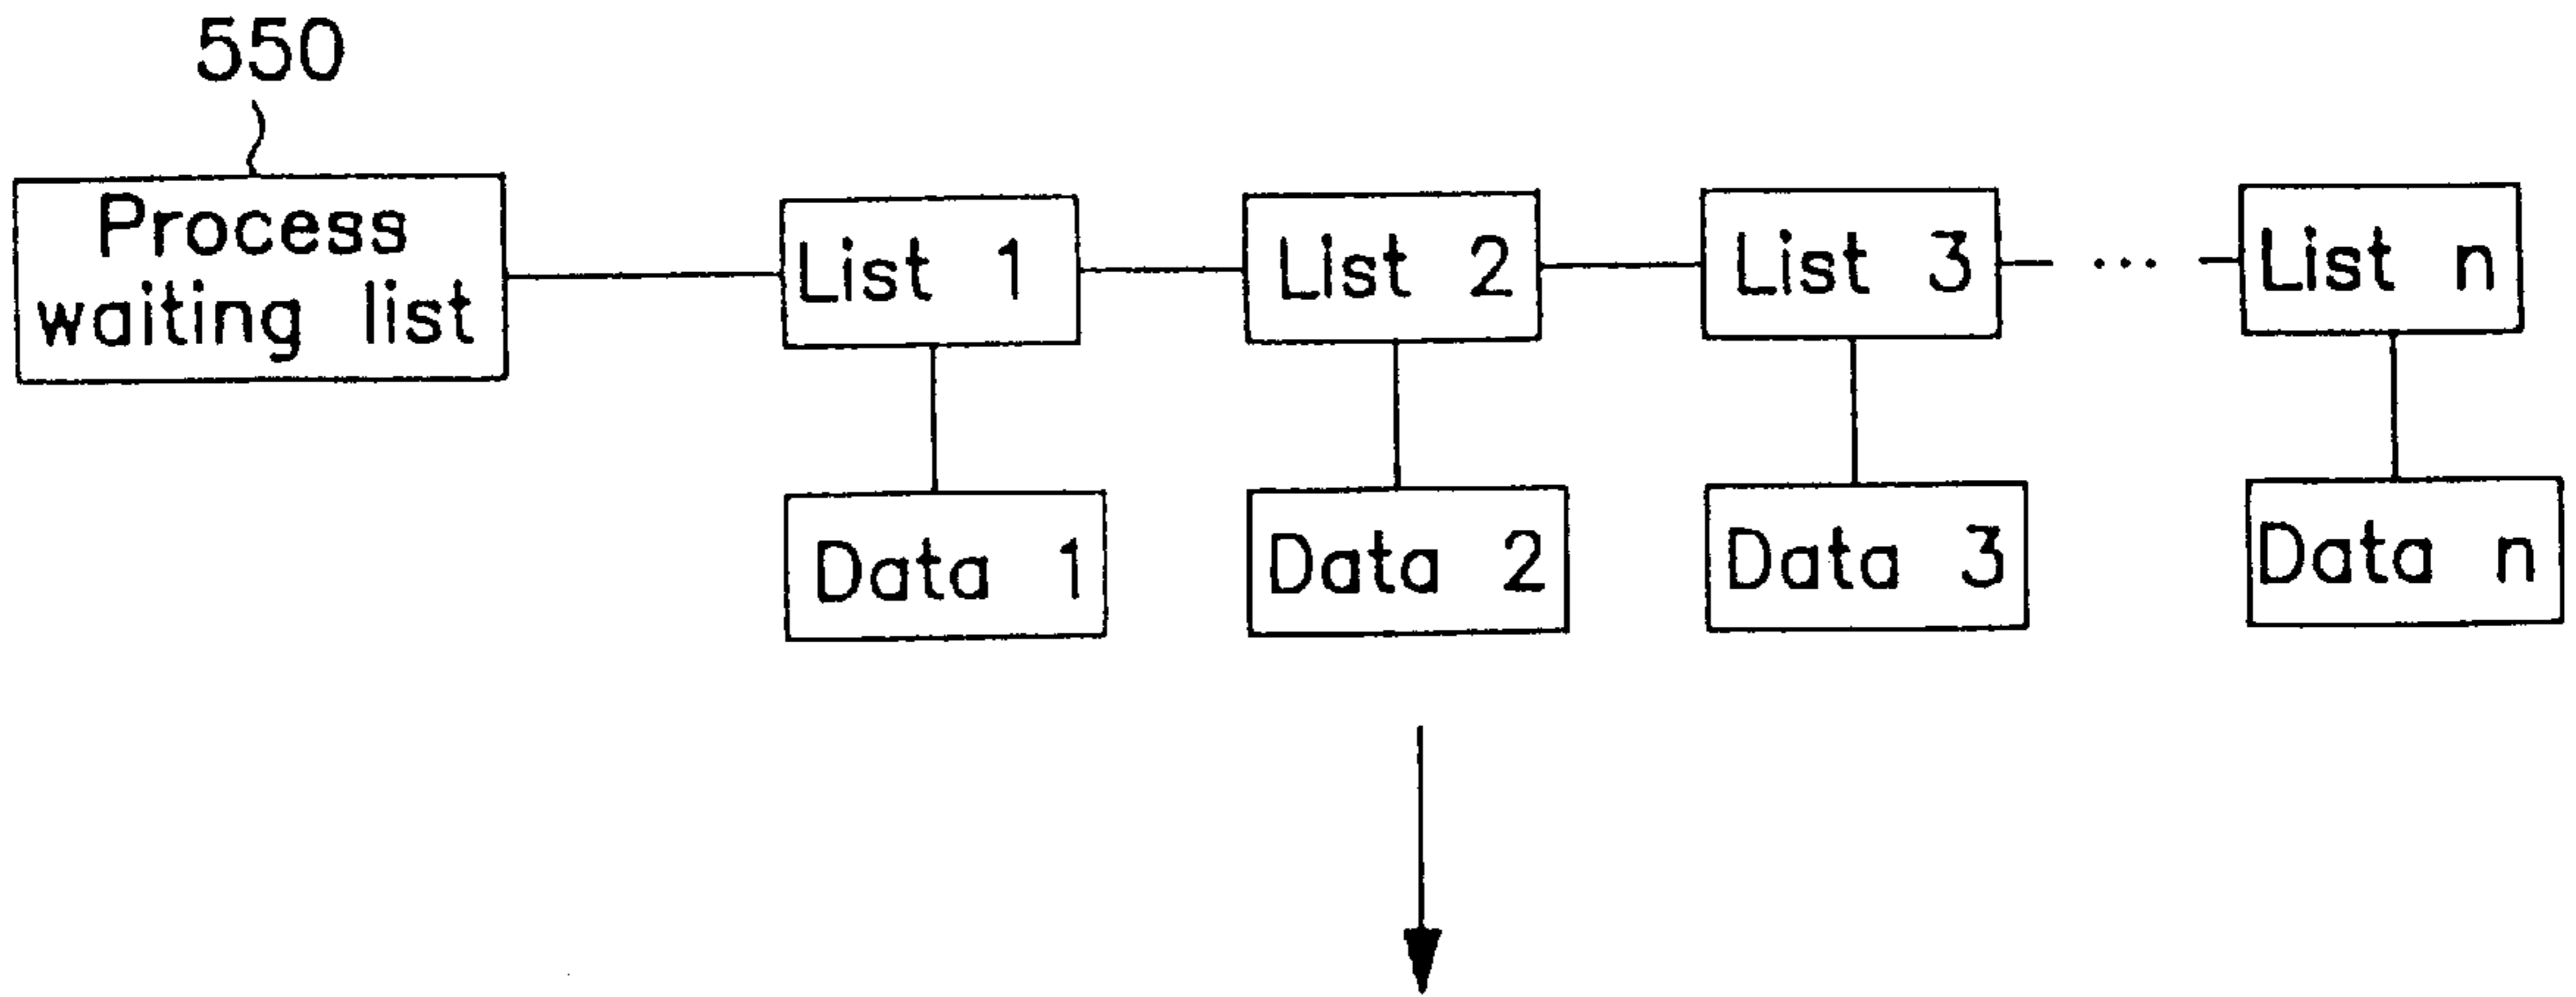 550
Process
waiting list
List 1
List 2
List 3
...
List n
Data 1
Data 2
Data 3
Data n